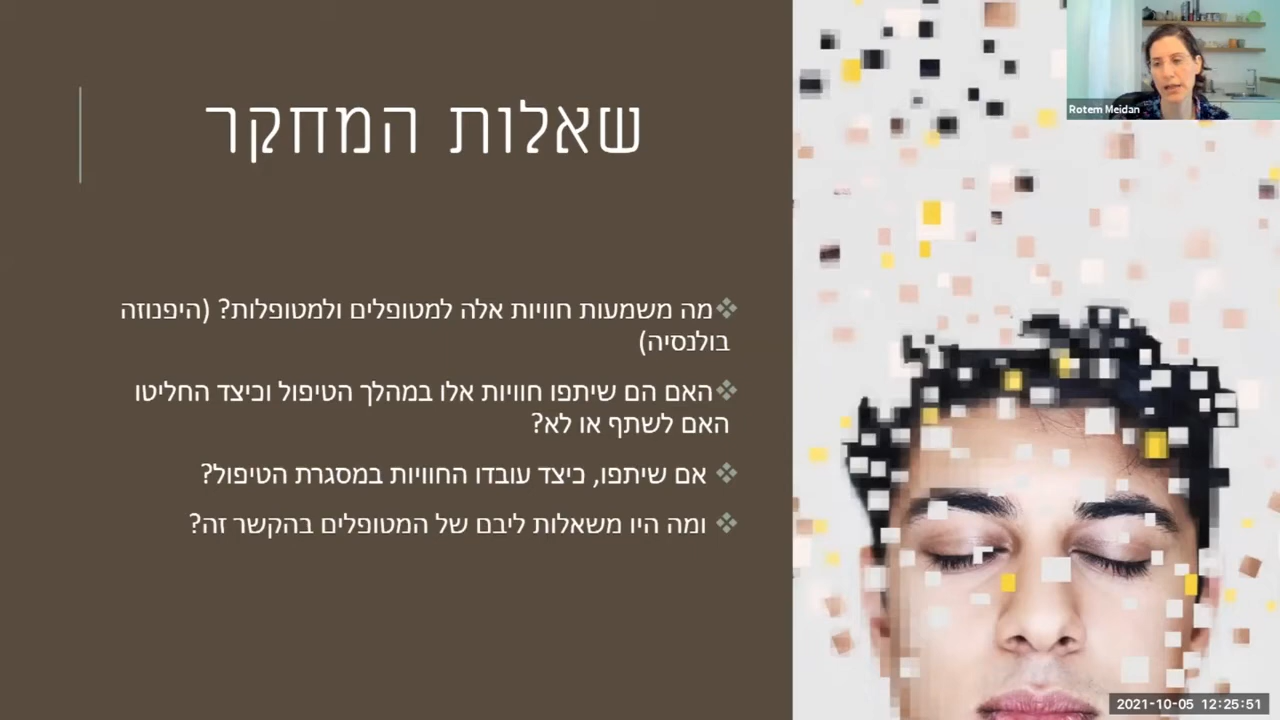 שאלות המחקר
❖מה משמעות חוויות אלה למטופלים ולמטופלות? (היפנוזה
בולנסיה)
❖האם הם שיתפו חוויות אלו במהלך הטיפול וכיצד החליטו
האם לשתף או לא?
❖ אם שיתפו, כיצד עובדו החוויות במסגרת הטיפול?
❖ ומה היו משאלות ליבם של המטופלים בהקשר זה?
Rotem Meidan
2021-10-05 12:25:51